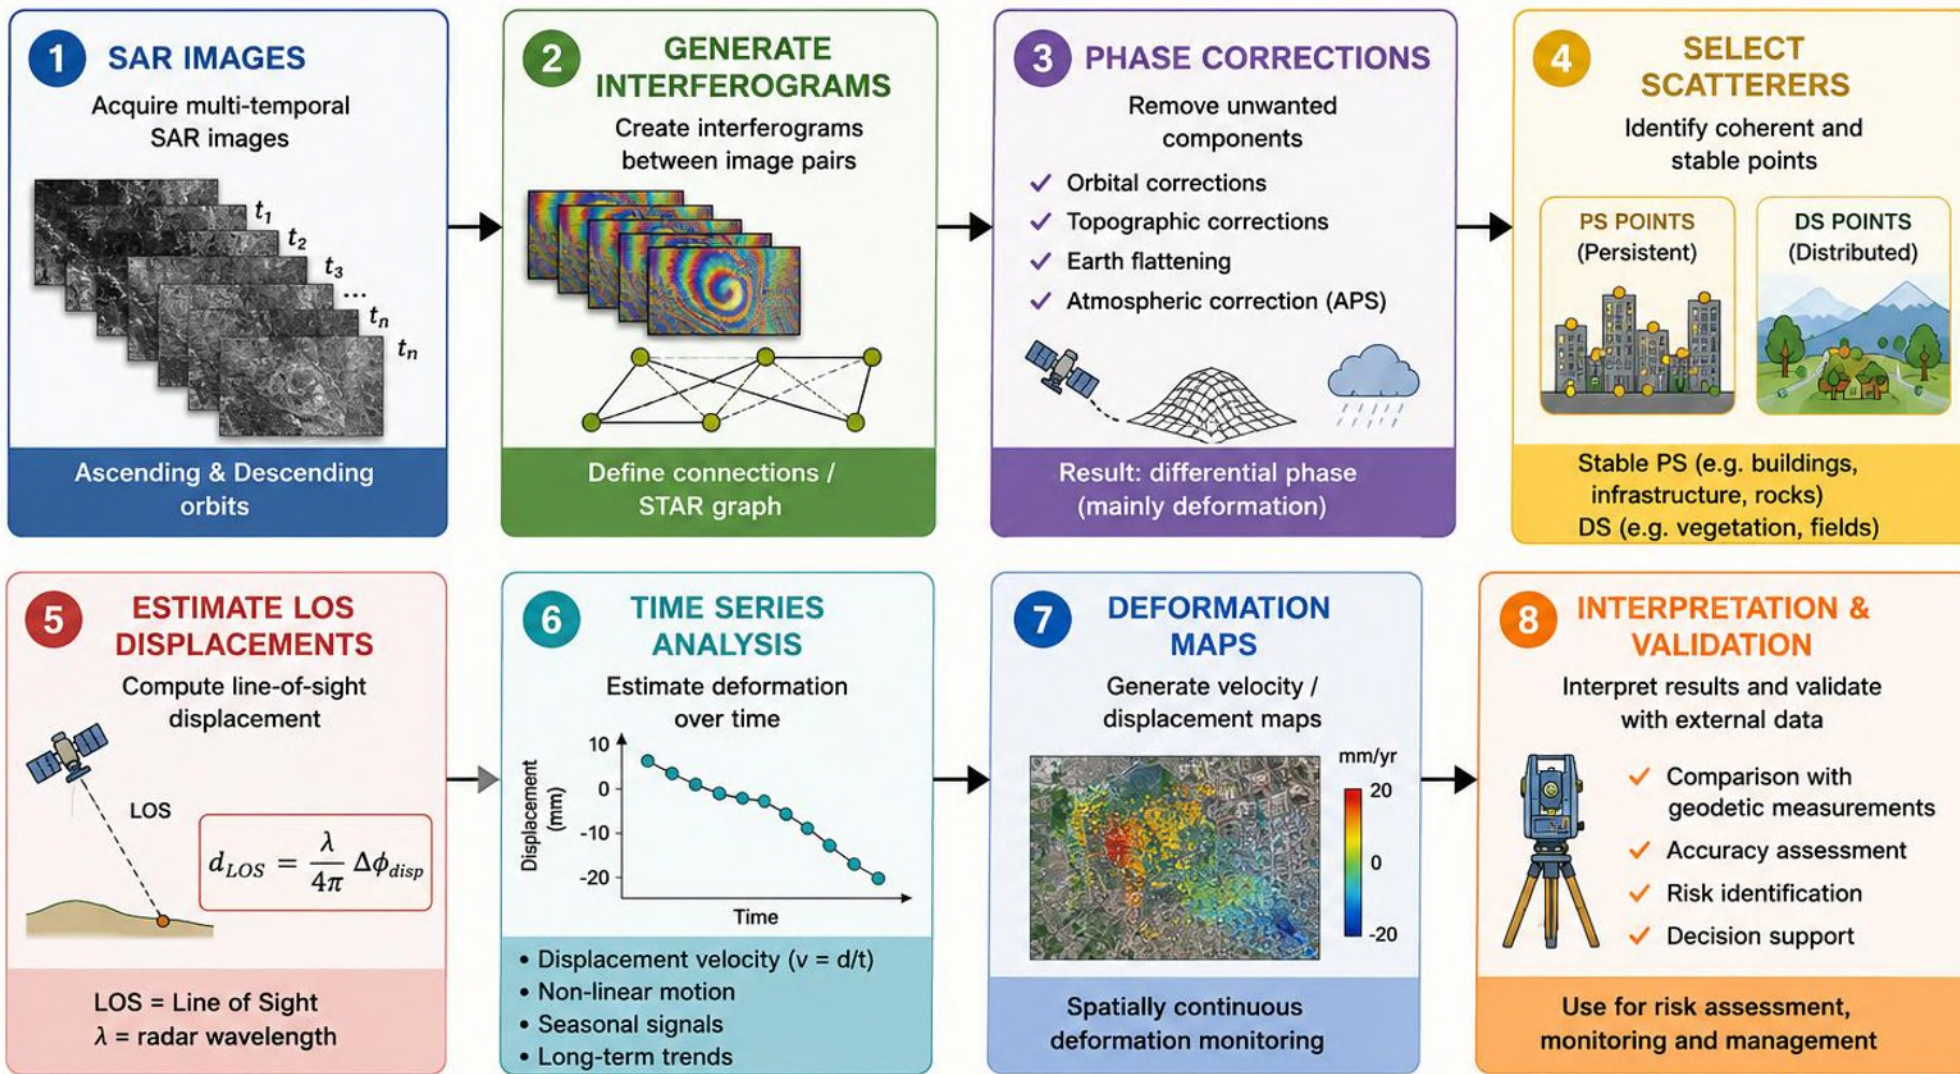 1 SAR IMAGES
Acquire multi-temporal
SAR images
t1
t2
t3
...
tn
tn
Ascending & Descending
orbits
2 GENERATE
INTERFEROGRAMS
Create interferograms
between image pairs
Define connections /
STAR graph
3 PHASE CORRECTIONS
Remove unwanted
components
✓ Orbital corrections
✓ Topographic corrections
✓ Earth flattening
✓ Atmospheric correction (APS)
Result: differential phase
(mainly deformation)
4 SELECT
SCATTERERS
Identify coherent and
stable points
PS POINTS
(Persistent)
DS POINTS
(Distributed)
Stable PS (e.g. buildings,
infrastructure, rocks)
DS (e.g. vegetation, fields)
5 ESTIMATE LOS
DISPLACEMENTS
Compute line-of-sight
displacement
LOS
d_LOS = λ/4π Δϕ_disp
LOS = Line of Sight
λ = radar wavelength
6 TIME SERIES
ANALYSIS
Estimate deformation
over time
Displacement
(mm)
10
0
-10
-20
Time
• Displacement velocity (v = d/t)
• Non-linear motion
• Seasonal signals
• Long-term trends
7 DEFORMATION
MAPS
Generate velocity /
displacement maps
mm/yr
20
0
-20
Spatially continuous
deformation monitoring
8 INTERPRETATION &
VALIDATION
Interpret results and validate
with external data
✓ Comparison with
geodetic measurements
✓ Accuracy assessment
✓ Risk identification
✓ Decision support
Use for risk assessment,
monitoring and management